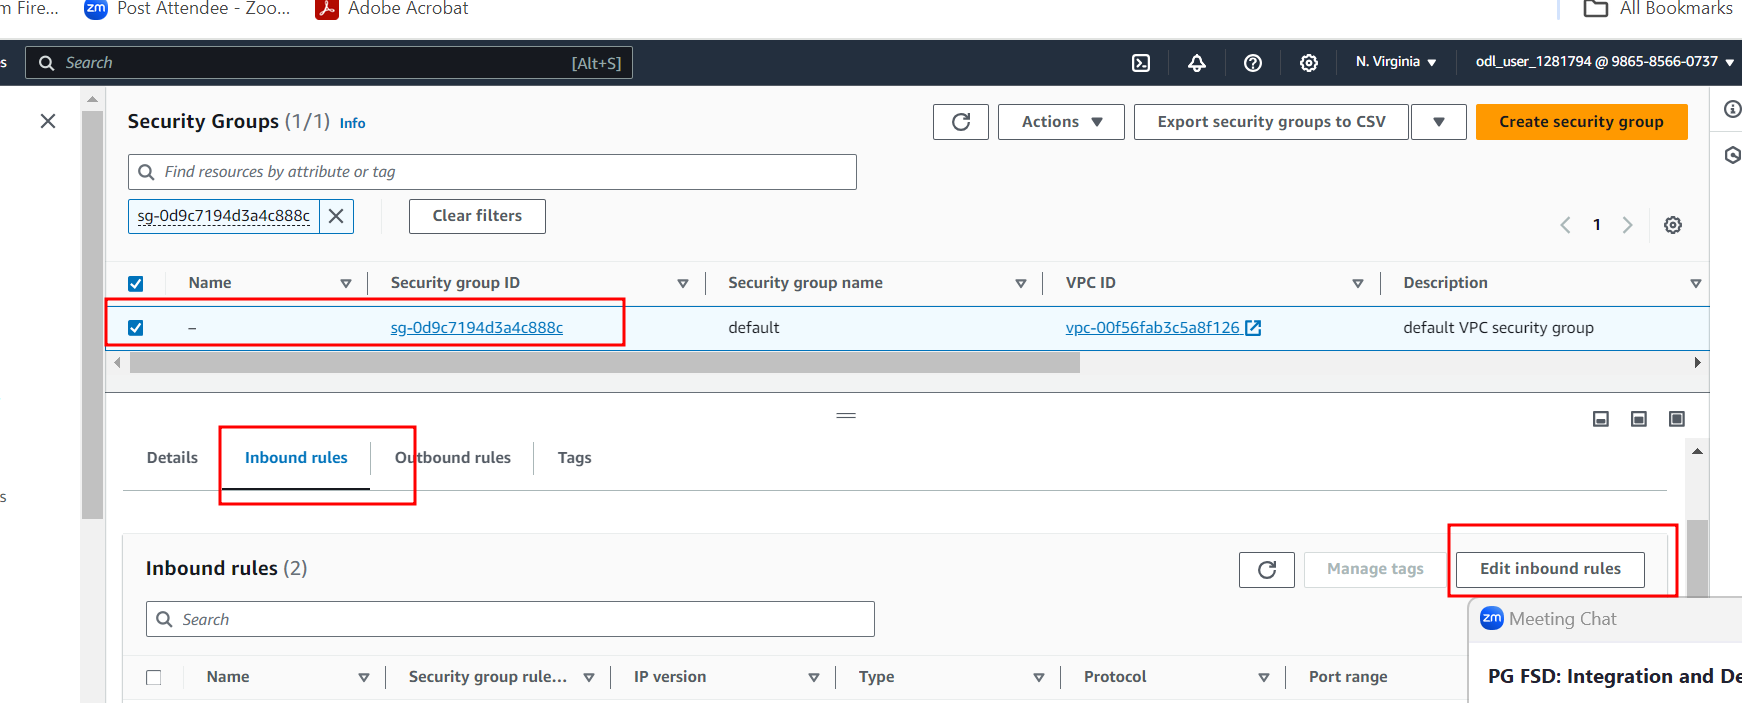 m Fire... Post Attendee - Zoo... Adobe Acrobat All Bookmarks
s Search [Alt+S] N. Virginia odl_user_1281794 @ 9865-8566-0737
Security Groups (1/1) Info Actions Export security groups to CSV Create security group
Find resources by attribute or tag
sg-0d9c7194d3a4c888c Clear filters
1
Name Security group ID Security group name VPC ID Description
– sg-0d9c7194d3a4c888c default vpc-00f56fab3c5a8f126 default VPC security group
Details Inbound rules Outbound rules Tags
s
Inbound rules (2) Manage tags Edit inbound rules
Search
zm Meeting Chat
Name Security group rule... IP version Type Protocol Port range
PG FSD: Integration and De